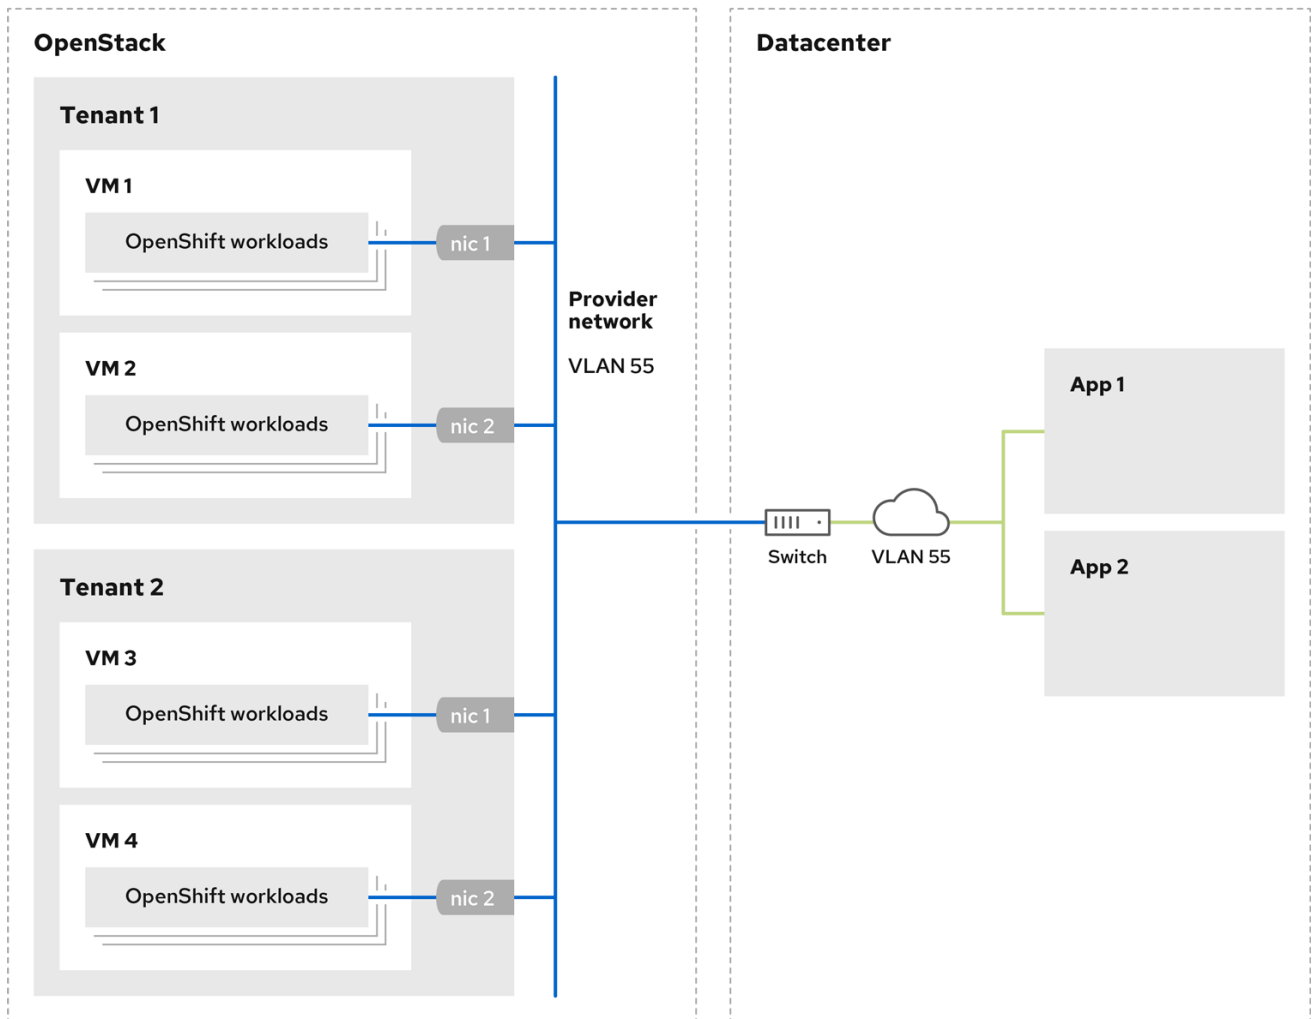 OpenStack
Tenant 1
VM 1
OpenShift workloads
nic 1
VM 2
OpenShift workloads
nic 2
Provider
network
VLAN 55
Tenant 2
VM 3
OpenShift workloads
nic 1
VM 4
OpenShift workloads
nic 2
Datacenter
Switch
VLAN 55
App 1
App 2